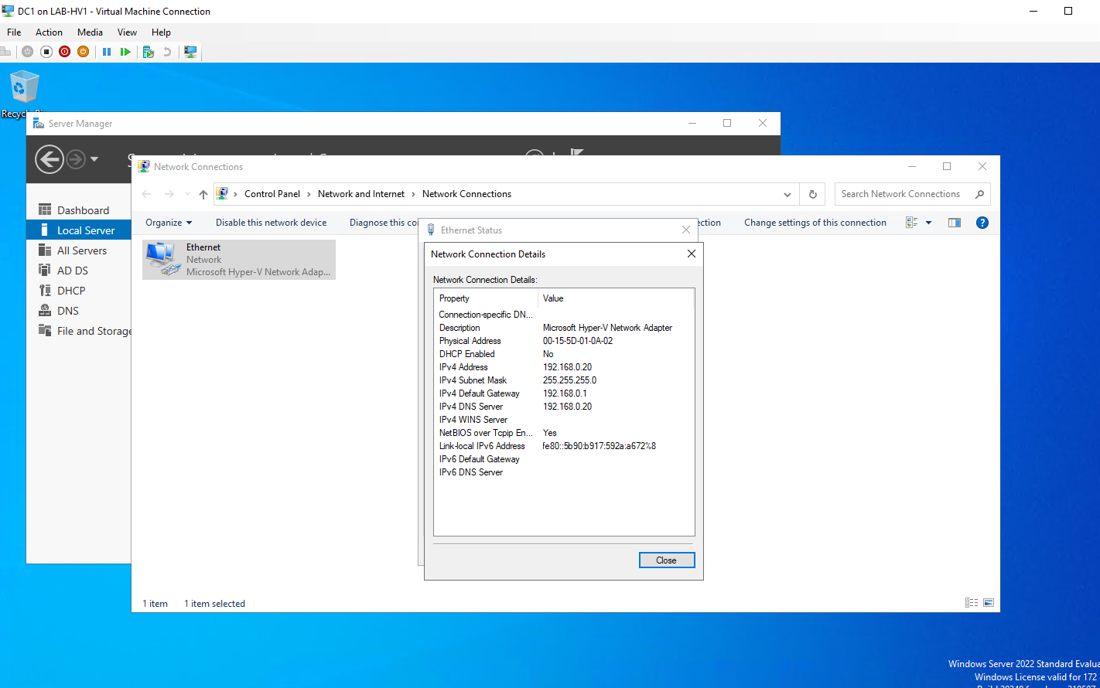 DC1 on LAB-HV1 - Virtual Machine Connection
File Action Media View Help
Server Manager
Network Connections
Control Panel > Network and Internet > Network Connections
Search Network Connections
Organize Disable this network device Diagnose this co
ction Change settings of this connection
Dashboard
Local Server
All Servers
AD DS
DHCP
DNS
File and Storage
Ethernet
Network
Microsoft Hyper-V Network Adap...
Ethernet Status
Network Connection Details
Network Connection Details:
Property Value
Connection-specific DN...
Description Microsoft Hyper-V Network Adapter
Physical Address 00-15-5D-01-0A-02
DHCP Enabled No
IPv4 Address 192.168.0.20
IPv4 Subnet Mask 255.255.255.0
IPv4 Default Gateway 192.168.0.1
IPv4 DNS Server 192.168.0.20
IPv4 WINS Server
NetBIOS over Tcpip En... Yes
Link-local IPv6 Address fe80::5b90:b917:592a:a672%8
IPv6 Default Gateway
IPv6 DNS Server
Close
1 item 1 item selected
Windows Server 2022 Standard Evalua
Windows License valid for 172